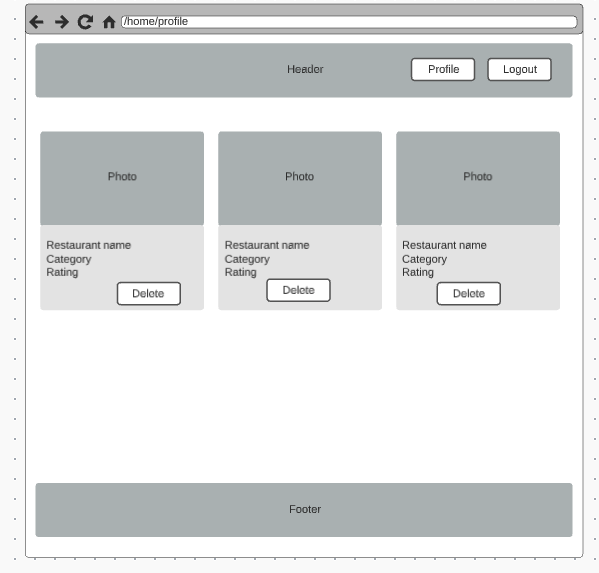 /home/profile
Header
Profile
Logout
Photo
Photo
Photo
Restaurant name
Category
Rating
Delete
Restaurant name
Category
Rating
Delete
Restaurant name
Category
Rating
Delete
Footer